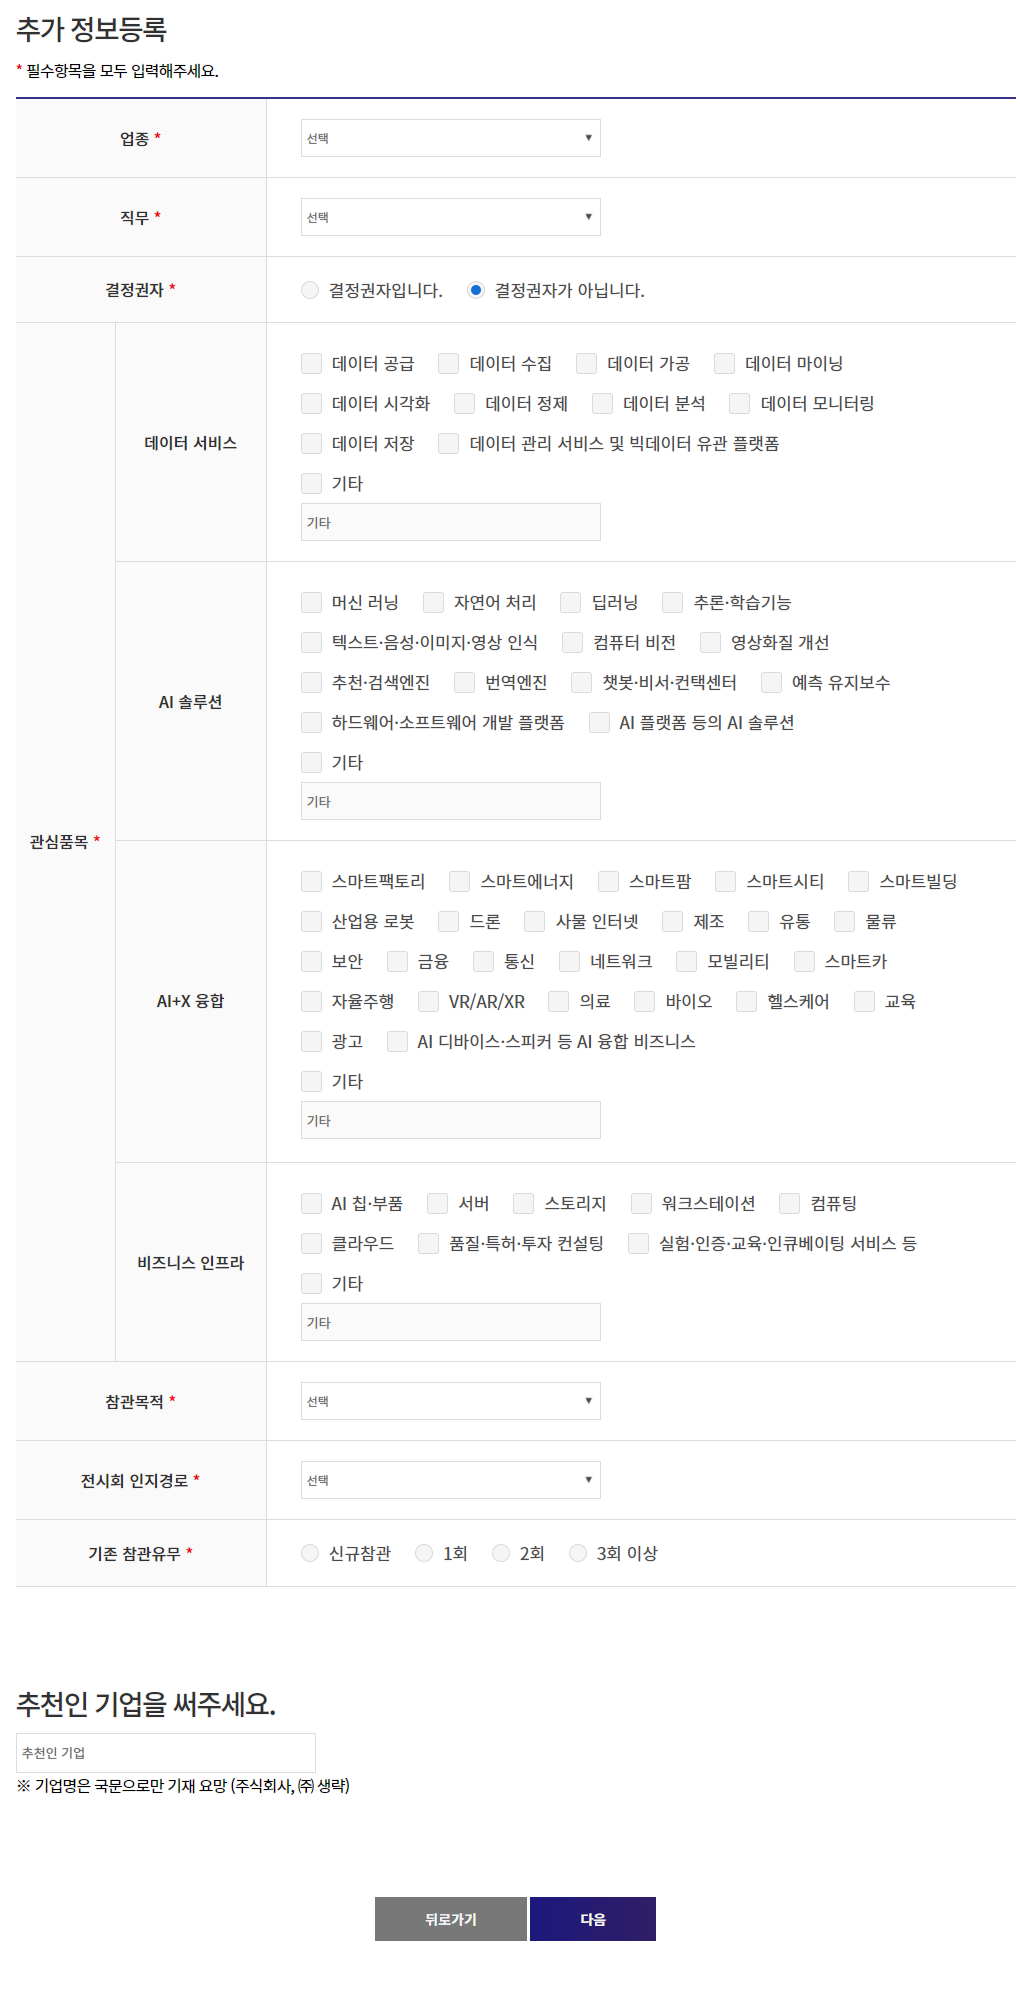 추가 정보등록
* 필수항목을 모두 입력해주세요.
업종 *
선택
직무 *
선택
결정권자 *
결정권자입니다. 결정권자가 아닙니다.
관심품목 *
데이터 서비스
데이터 공급 데이터 수집 데이터 가공 데이터 마이닝
데이터 시각화 데이터 정제 데이터 분석 데이터 모니터링
데이터 저장 데이터 관리 서비스 및 빅데이터 유관 플랫폼
기타
기타
AI 솔루션
머신 러닝 자연어 처리 딥러닝 추론·학습기능
텍스트·음성·이미지·영상 인식 컴퓨터 비전 영상화질 개선
추천·검색엔진 번역엔진 챗봇·비서·컨택센터 예측 유지보수
하드웨어·소프트웨어 개발 플랫폼 AI 플랫폼 등의 AI 솔루션
기타
기타
AI+X 융합
스마트팩토리 스마트에너지 스마트팜 스마트시티 스마트빌딩
산업용 로봇 드론 사물 인터넷 제조 유통 물류
보안 금융 통신 네트워크 모빌리티 스마트카
자율주행 VR/AR/XR 의료 바이오 헬스케어 교육
광고 AI 디바이스·스피커 등 AI 융합 비즈니스
기타
기타
비즈니스 인프라
AI 칩·부품 서버 스토리지 워크스테이션 컴퓨팅
클라우드 품질·특허·투자 컨설팅 실험·인증·교육·인큐베이팅 서비스 등
기타
기타
참관목적 *
선택
전시회 인지경로 *
선택
기존 참관유무 *
신규참관 1회 2회 3회 이상
추천인 기업을 써주세요.
추천인 기업
※ 기업명은 국문으로만 기재 요망 (주식회사, ㈜ 생략)
뒤로가기 다음